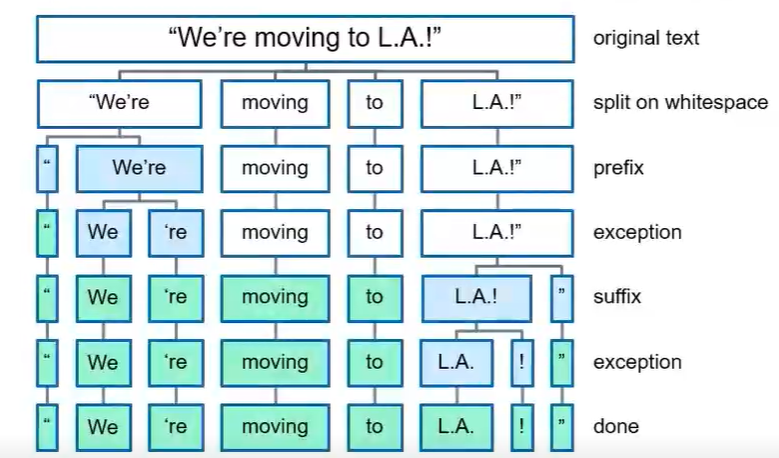 “We’re moving to L.A.!” original text
“We’re moving to L.A.!” split on whitespace
“ We’re moving to L.A.!” prefix
“ We ‘re moving to L.A.!” exception
“ We ‘re moving to L.A.! ” suffix
“ We ‘re moving to L.A. ! ” exception
“ We ‘re moving to L.A. ! ” done